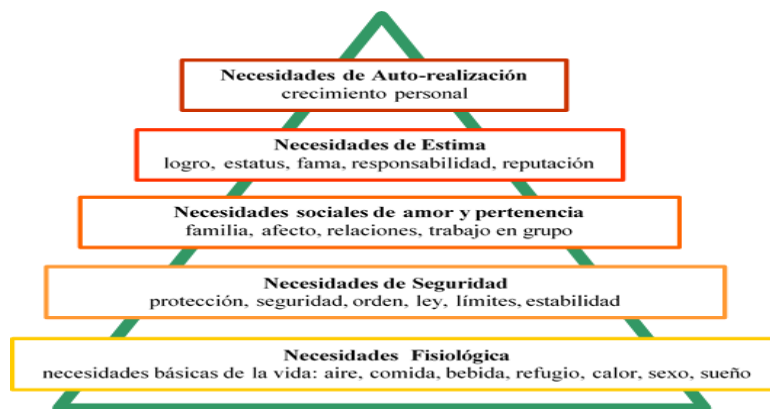 Necesidades de Auto-realización
crecimiento personal
Necesidades de Estima
logro, estatus, fama, responsabilidad, reputación
Necesidades sociales de amor y pertenencia
familia, afecto, relaciones, trabajo en grupo
Necesidades de Seguridad
protección, seguridad, orden, ley, límites, estabilidad
Necesidades Fisiológica
necesidades básicas de la vida: aire, comida, bebida, refugio, calor, sexo, sueño